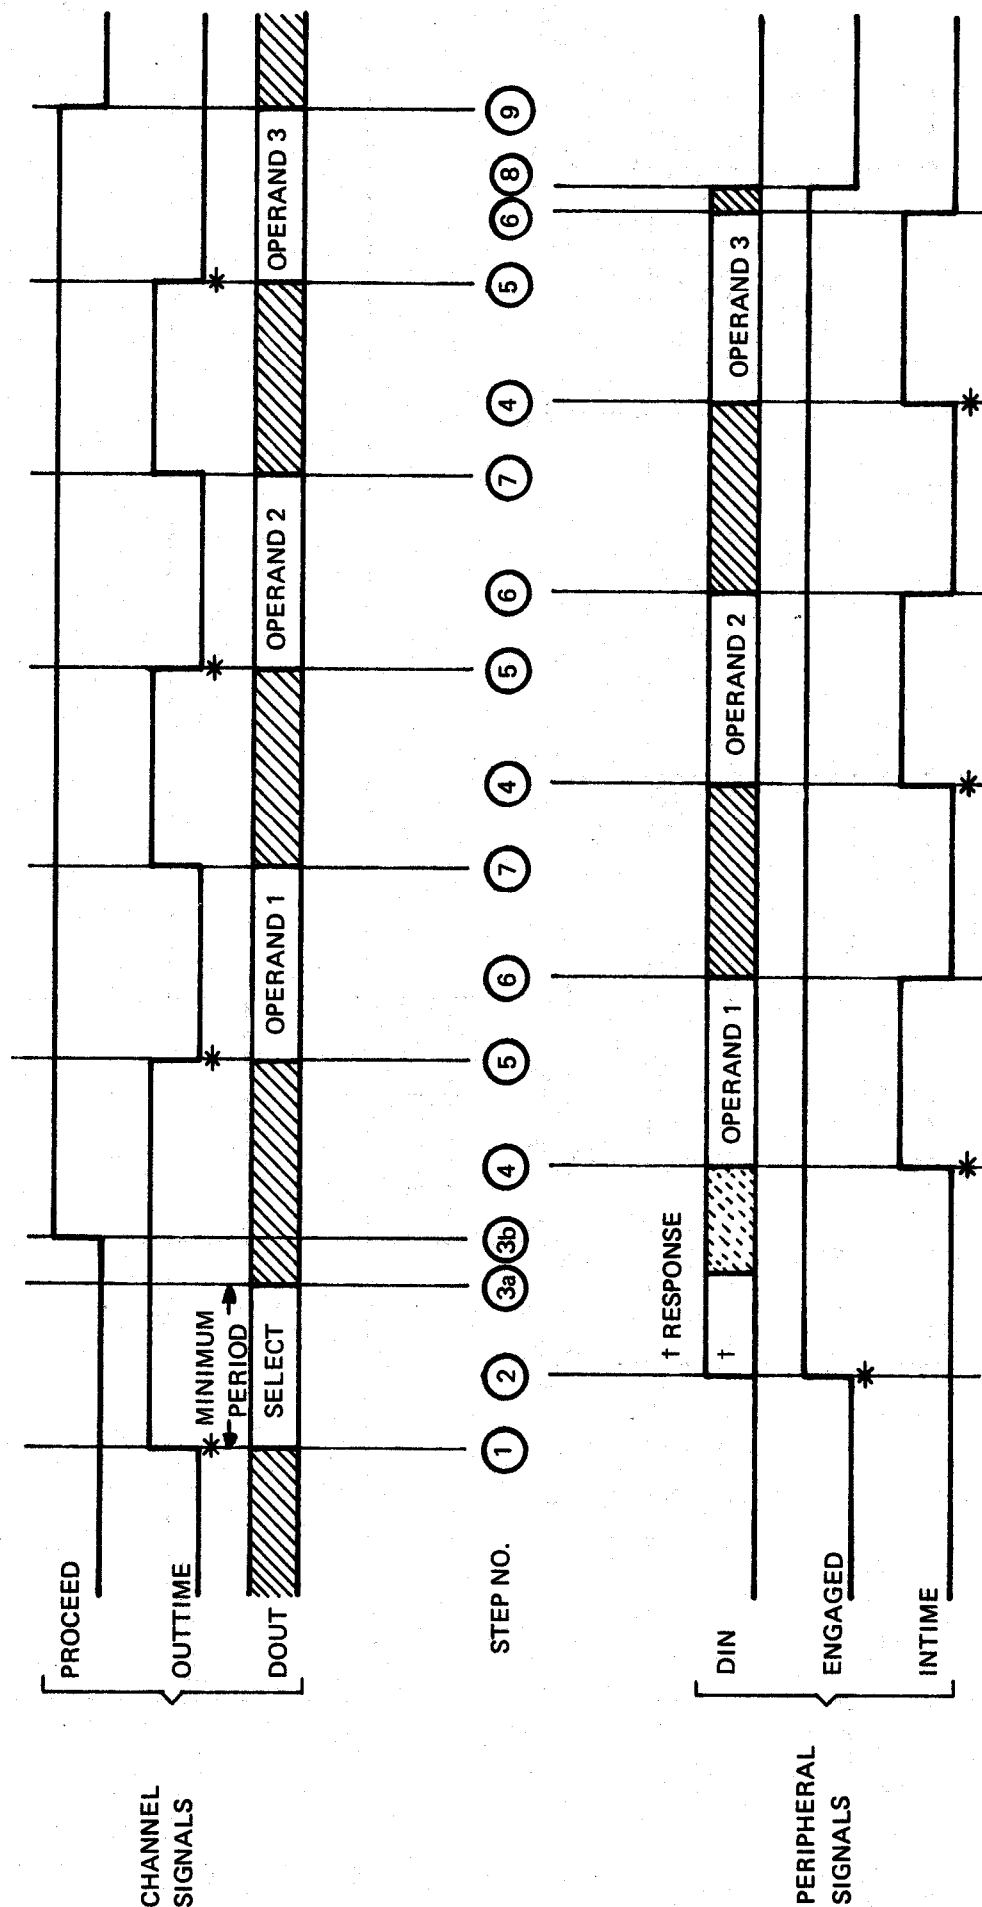 CHANNEL
SIGNALS
PROCEED
OUTTIME
DOUT
* MINIMUM
PERIOD
SELECT
OPERAND 1
OPERAND 2
OPERAND 3
*
*
*
STEP NO.
1 2 3a 3b 4 5 6 7 4 5 6 7 4 5 6 8 9
PERIPHERAL
SIGNALS
DIN
ENGAGED
INTIME
† RESPONSE
†
OPERAND 1
OPERAND 2
OPERAND 3
*
*
*
*